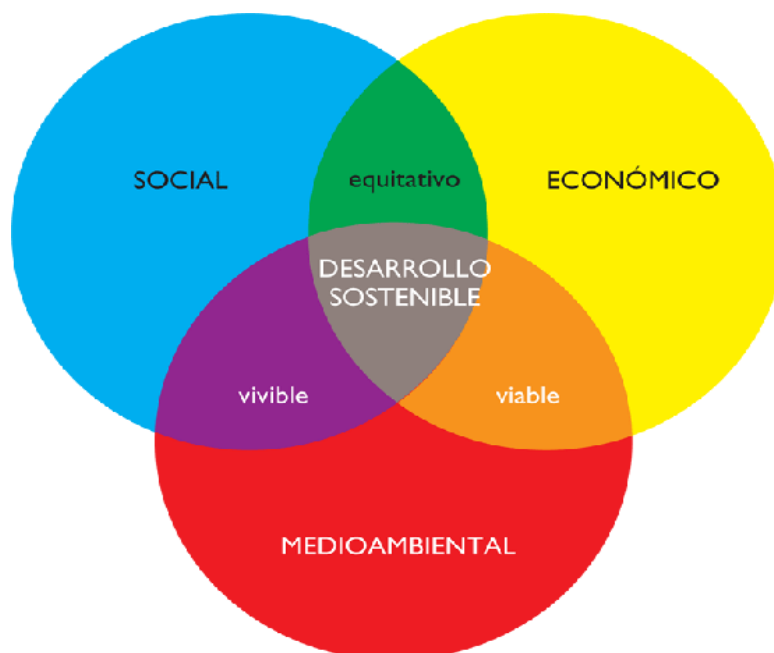 SOCIAL
equitativo
ECONÓMICO
DESARROLLO
SOSTENIBLE
vivible
viable
MEDIOAMBIENTAL